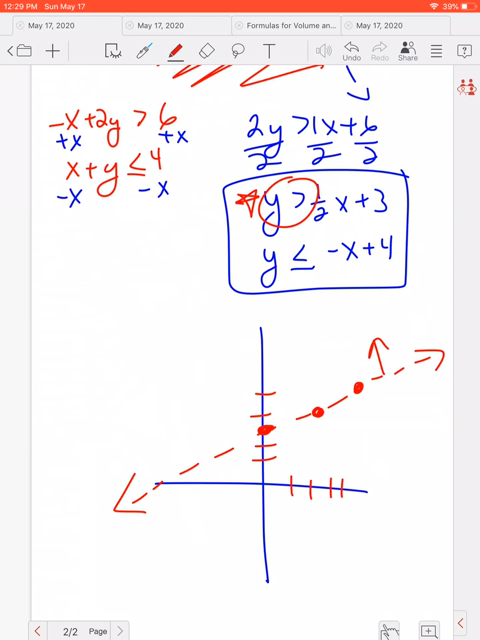 12:29 PM Sun May 17
39%
May 17, 2020
May 17, 2020
Formulas for Volume an...
May 17, 2020
Undo
Redo
Share
-x+2y > 6
+x +x
x+y ≤ 4
-x -x
2y > 1x + 6
2 2 2
y > 1/2 x + 3
y ≤ -x + 4
2/2 Page